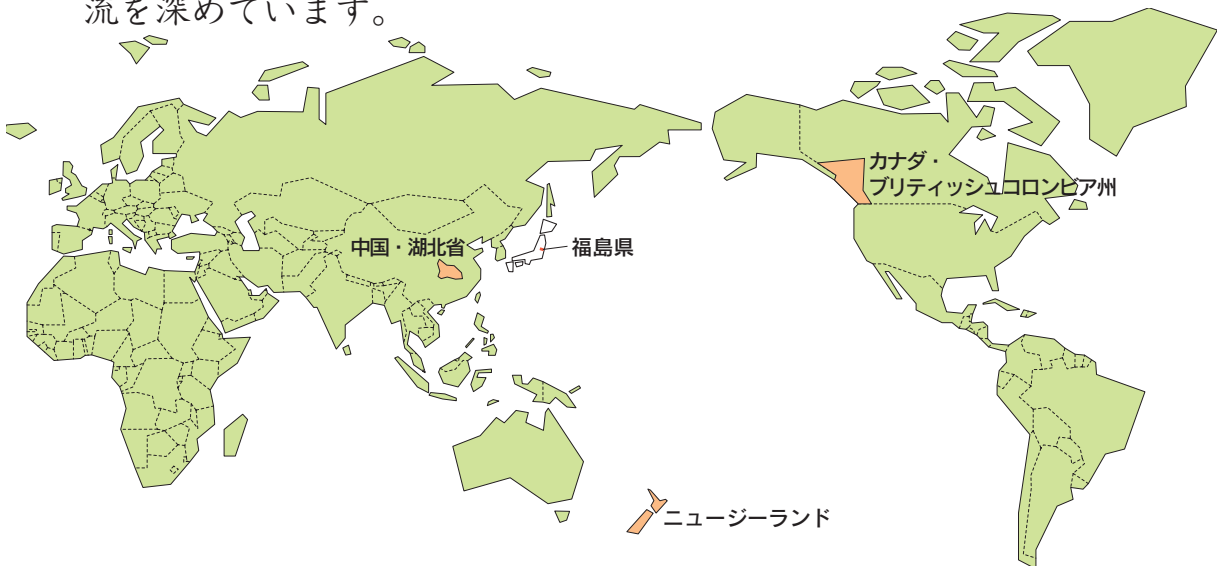 流を深めています。
カナダ・
ブリティッシュコロンビア州
中国・湖北省
福島県
ニュージーランド